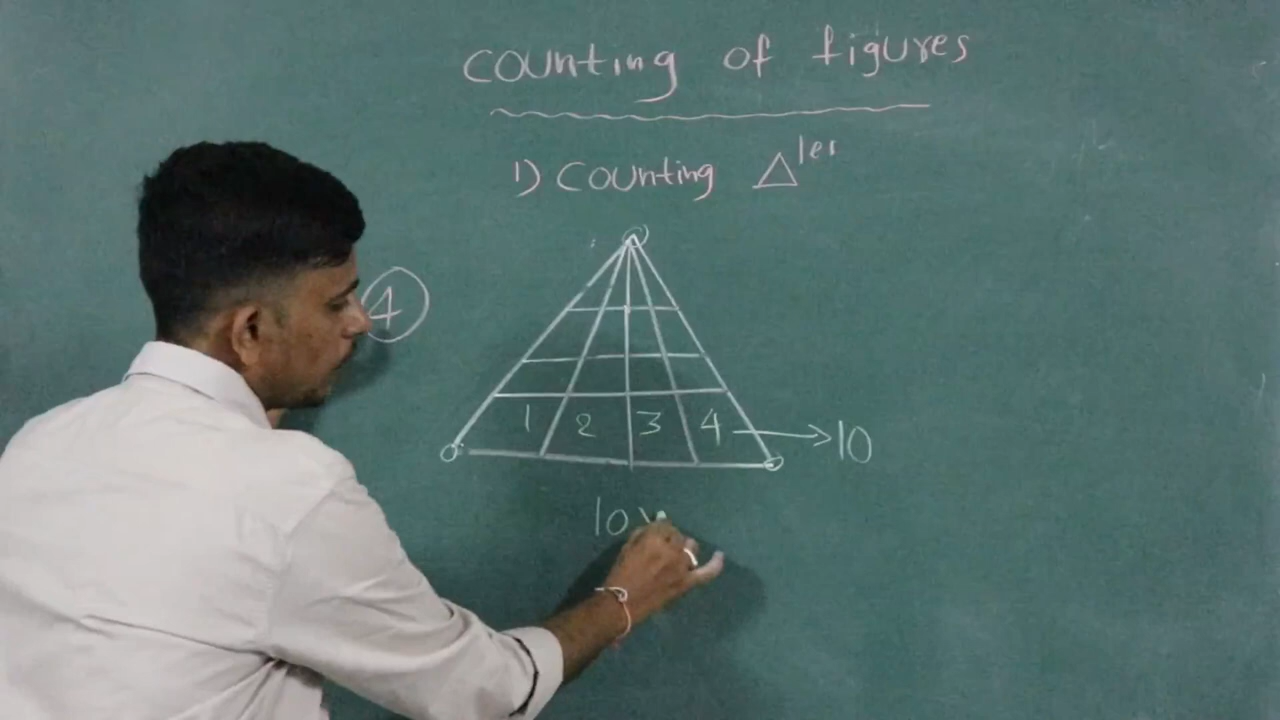 counting of figures
1) Counting △les
4
1 2 3 4 → 10
10 x